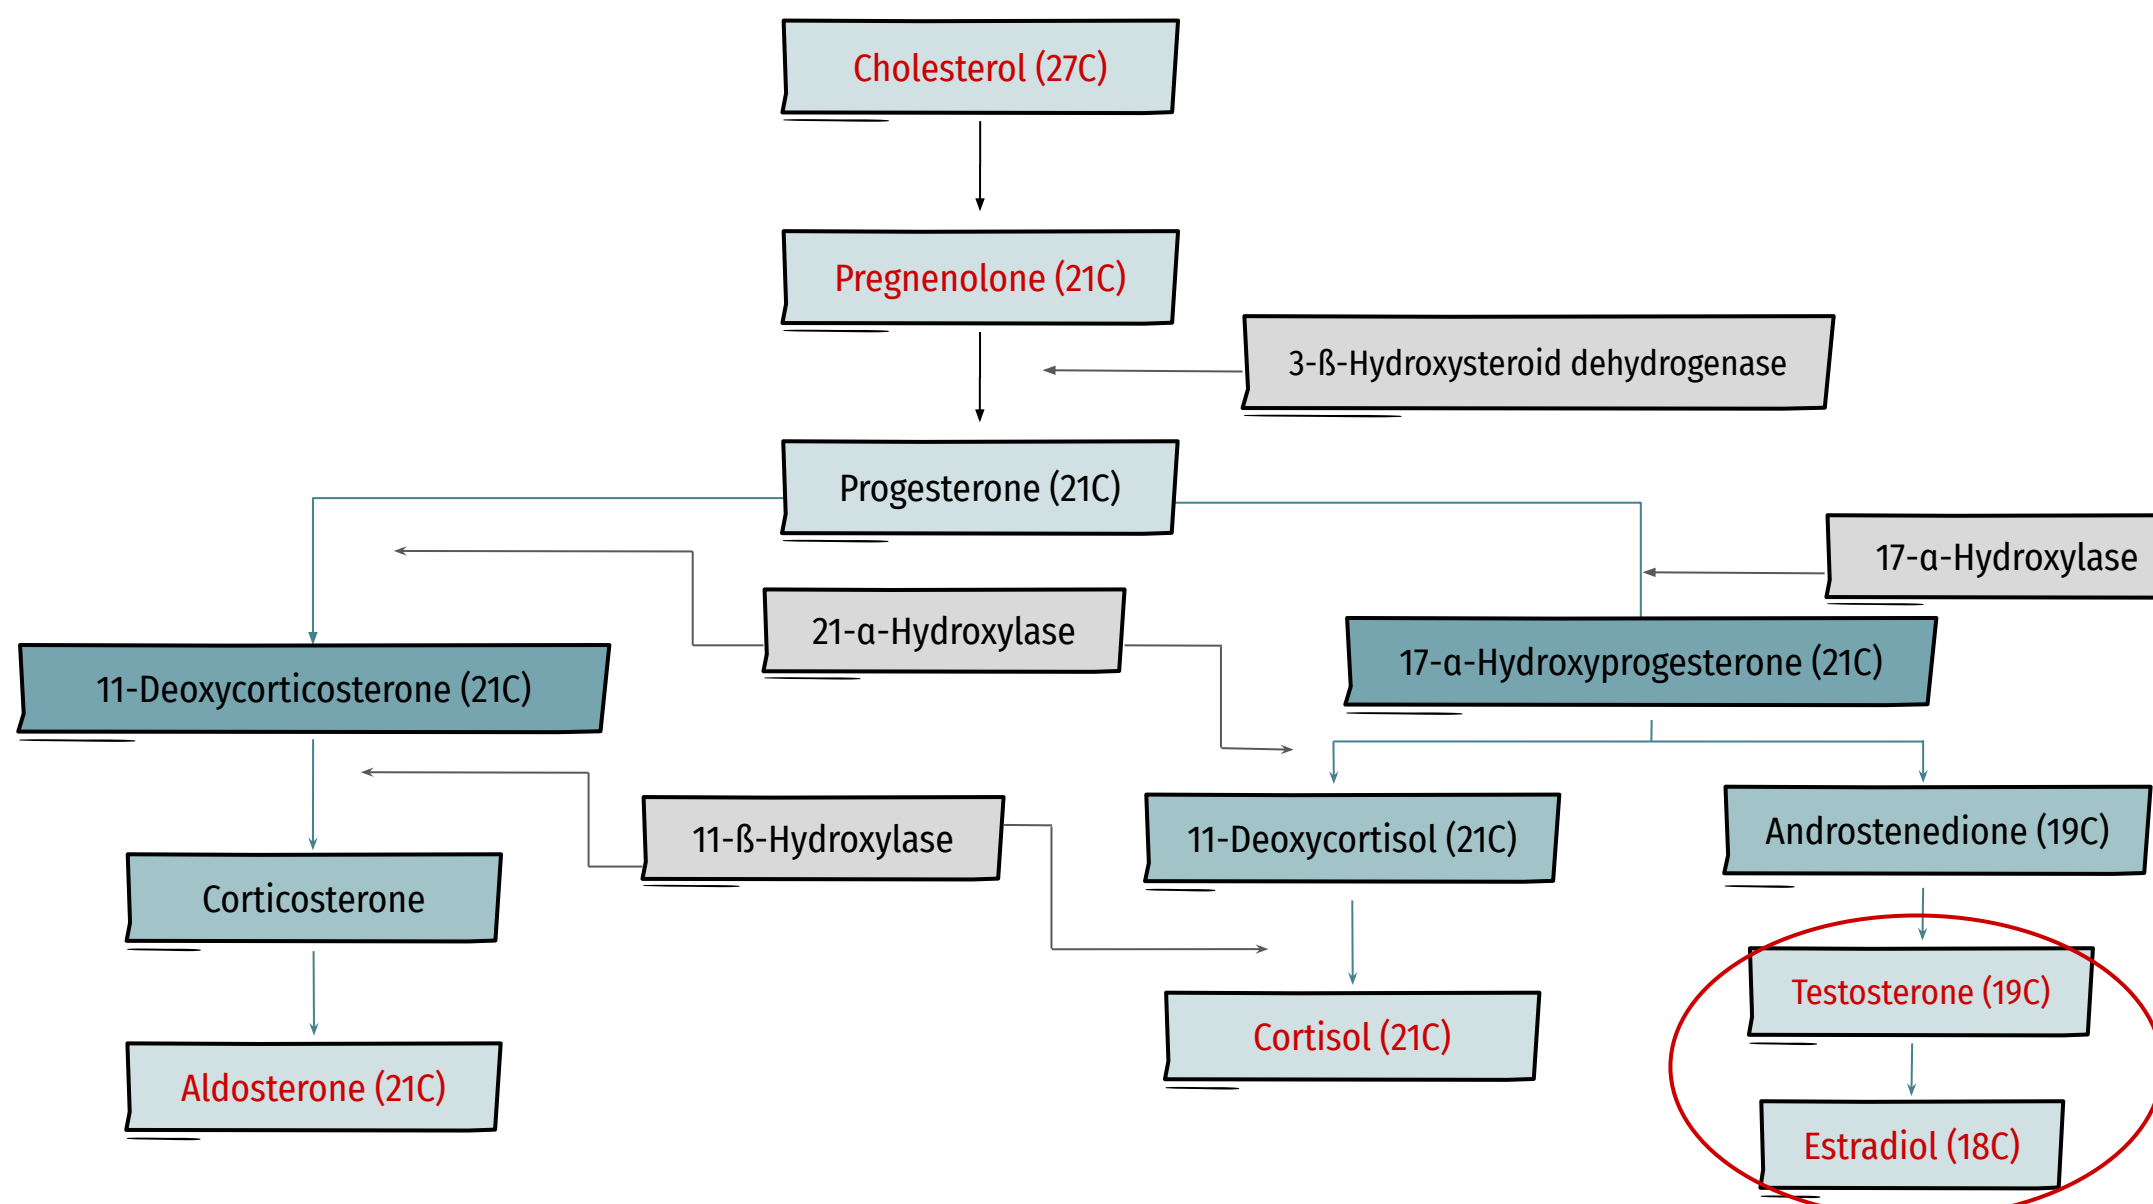 Cholesterol (27C)
Pregnenolone (21C)
3-ß-Hydroxysteroid dehydrogenase
Progesterone (21C)
17-ɑ-Hydroxylase
21-ɑ-Hydroxylase
17-ɑ-Hydroxyprogesterone (21C)
11-Deoxycorticosterone (21C)
11-ß-Hydroxylase
11-Deoxycortisol (21C)
Androstenedione (19C)
Corticosterone
Testosterone (19C)
Cortisol (21C)
Aldosterone (21C)
Estradiol (18C)